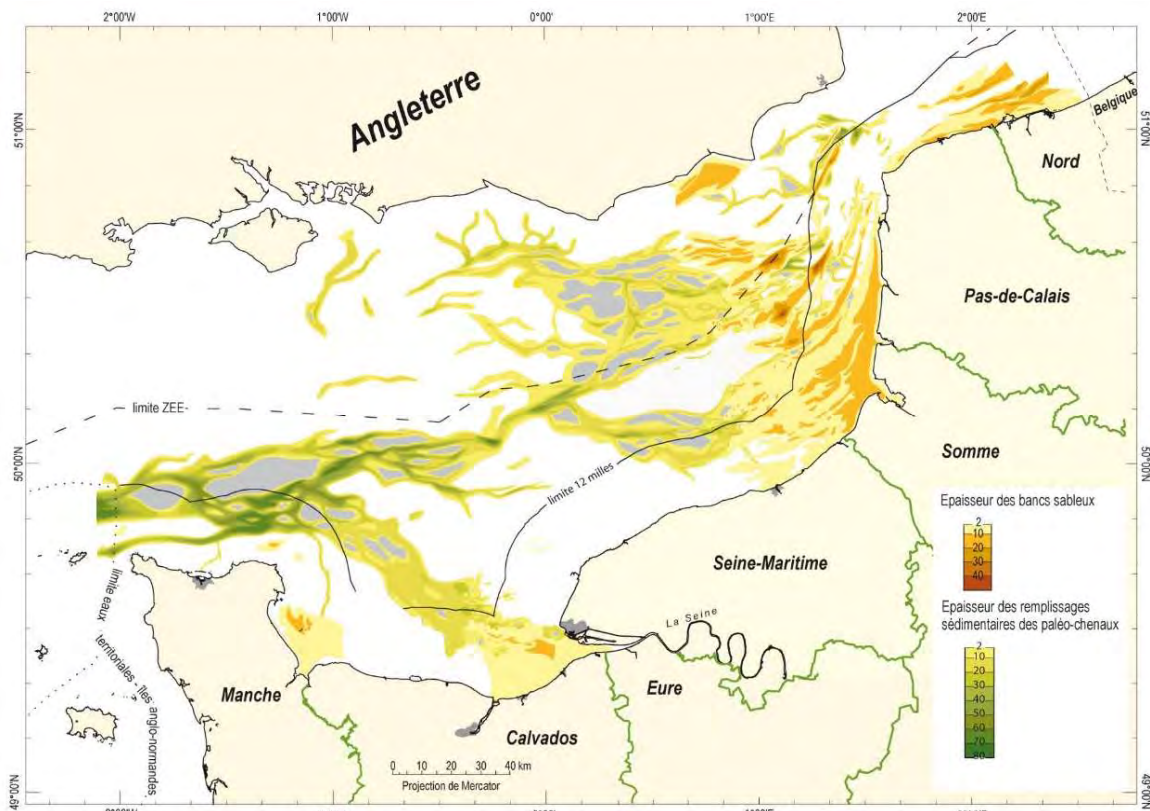 2°00'W
1°00'W
0°00'
1°00'E
2°00'E
51°00'N
51°00'N
Angleterre
Belgique
Nord
Pas-de-Calais
limite ZEE-
50°00'N
50°00'N
Somme
limite 12 milles
Epaisseur des bancs sableux
2
10
20
30
40
Seine-Maritime
Epaisseur des remplissages
sédimentaires des palèo-chenaux
2
10
20
30
40
50
60
70
80
limite eaux
territoriales - îles
anglo-normandes
La Seine
Manche
Eure
Calvados
0 10 20 30 40 km
Projection de Mercator
49°00'N
49°00'N